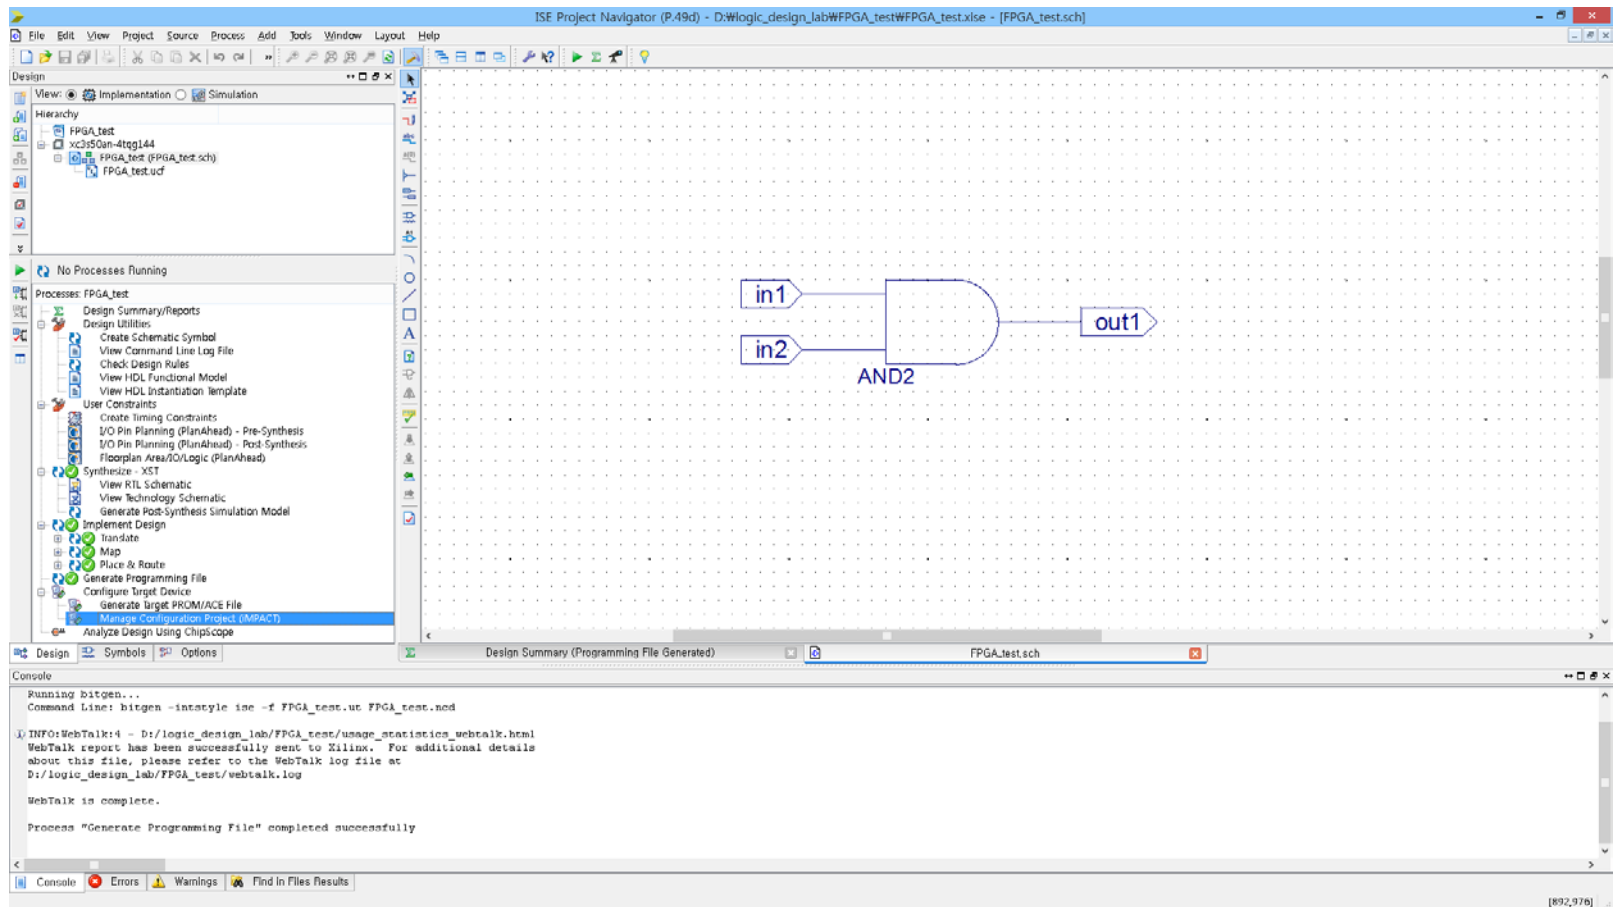 ISE Project Navigator (P.49d) - D:₩logic_design_lab₩FPGA_test₩FPGA_test.xise - [FPGA_test.sch]
File Edit View Project Source Process Add Tools Window Layout Help
Design
View: Implementation Simulation
Hierarchy
FPGA_test
xc3s50an-4tqg144
FPGA_test (FPGA_test.sch)
FPGA_test.ucf
No Processes Running
Processes: FPGA_test
Design Summary/Reports
Design Utilities
Create Schematic Symbol
View Command Line Log File
Check Design Rules
View HDL Functional Model
View HDL Instantiation Template
User Constraints
Create Timing Constraints
I/O Pin Planning (PlanAhead) - Pre-Synthesis
I/O Pin Planning (PlanAhead) - Post-Synthesis
Floorplan Area/IO/Logic (PlanAhead)
Synthesize - XST
View RTL Schematic
View Technology Schematic
Generate Post-Synthesis Simulation Model
Implement Design
Translate
Map
Place & Route
Generate Programming File
Configure Target Device
Generate Target PROM/ACE File
Manage Configuration Project (iMPACT)
Analyze Design Using ChipScope
Design Symbols Options
in1
in2
AND2
out1
Design Summary (Programming File Generated)
FPGA_test.sch
Console
Running bitgen...
Command Line: bitgen -intstyle ise -f FPGA_test.ut FPGA_test.ncd
INFO:WebTalk:4 - D:/logic_design_lab/FPGA_test/usage_statistics_webtalk.html
WebTalk report has been successfully sent to Xilinx.  For additional details
about this file, please refer to the WebTalk log file at
D:/logic_design_lab/FPGA_test/webtalk.log
WebTalk is complete.
Process "Generate Programming File" completed successfully
Console Errors Warnings Find in Files Results
[892,976]